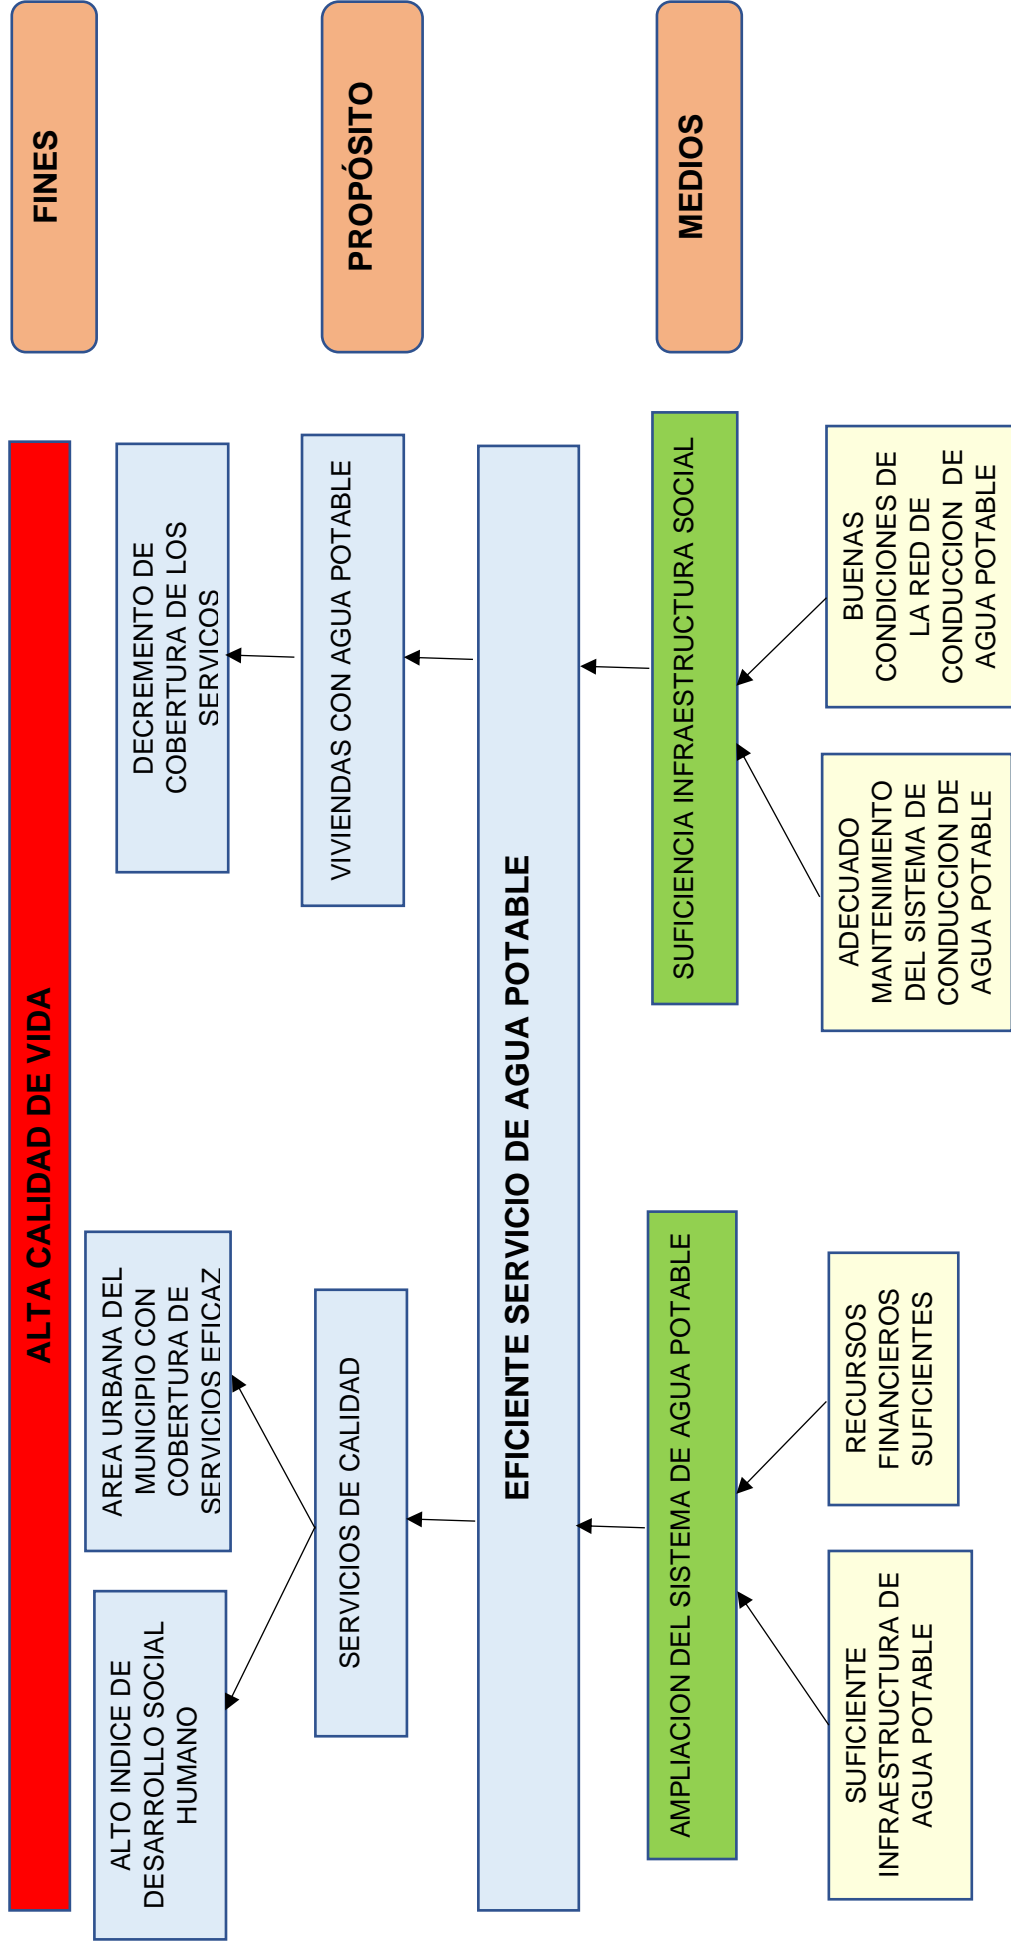 ALTA CALIDAD DE VIDA
FINES
ALTO INDICE DE
DESARROLLO SOCIAL
HUMANO
AREA URBANA DEL
MUNICIPIO CON
COBERTURA DE
SERVICIOS EFICAZ
DECREMENTO DE
COBERTURA DE LOS
SERVICOS
SERVICIOS DE CALIDAD
VIVIENDAS CON AGUA POTABLE
PROPÓSITO
EFICIENTE SERVICIO DE AGUA POTABLE
AMPLIACION DEL SISTEMA DE AGUA POTABLE
SUFICIENCIA INFRAESTRUCTURA SOCIAL
MEDIOS
SUFICIENTE
INFRAESTRUCTURA DE
AGUA POTABLE
RECURSOS
FINANCIEROS
SUFICIENTES
ADECUADO
MANTENIMIENTO
DEL SISTEMA DE
CONDUCCION DE
AGUA POTABLE
BUENAS
CONDICIONES DE
LA RED DE
CONDUCCION DE
AGUA POTABLE